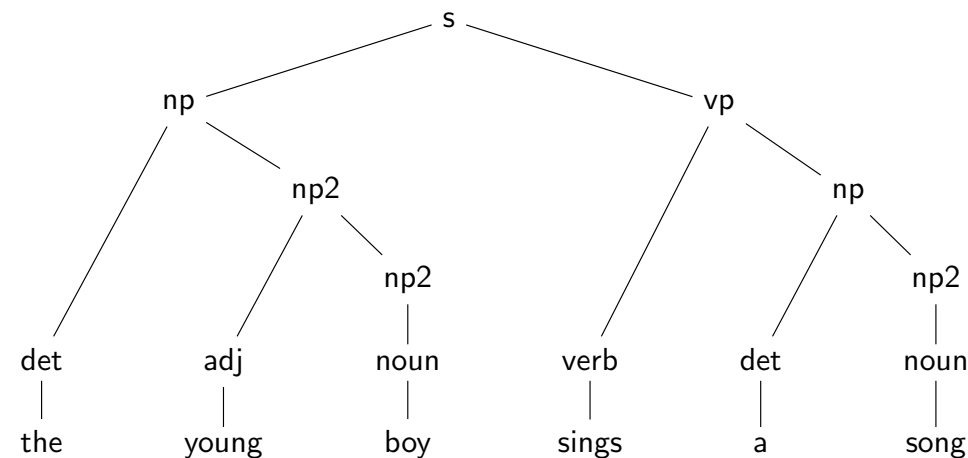 s
np vp
np2 np
np2 np2
det adj noun verb det noun
the young boy sings a song